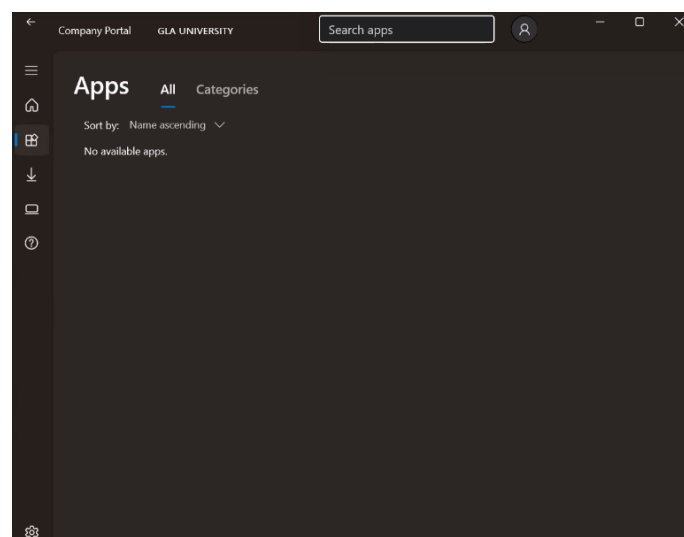 Company Portal GLA UNIVERSITY Search apps
Apps All Categories
Sort by: Name ascending
No available apps.